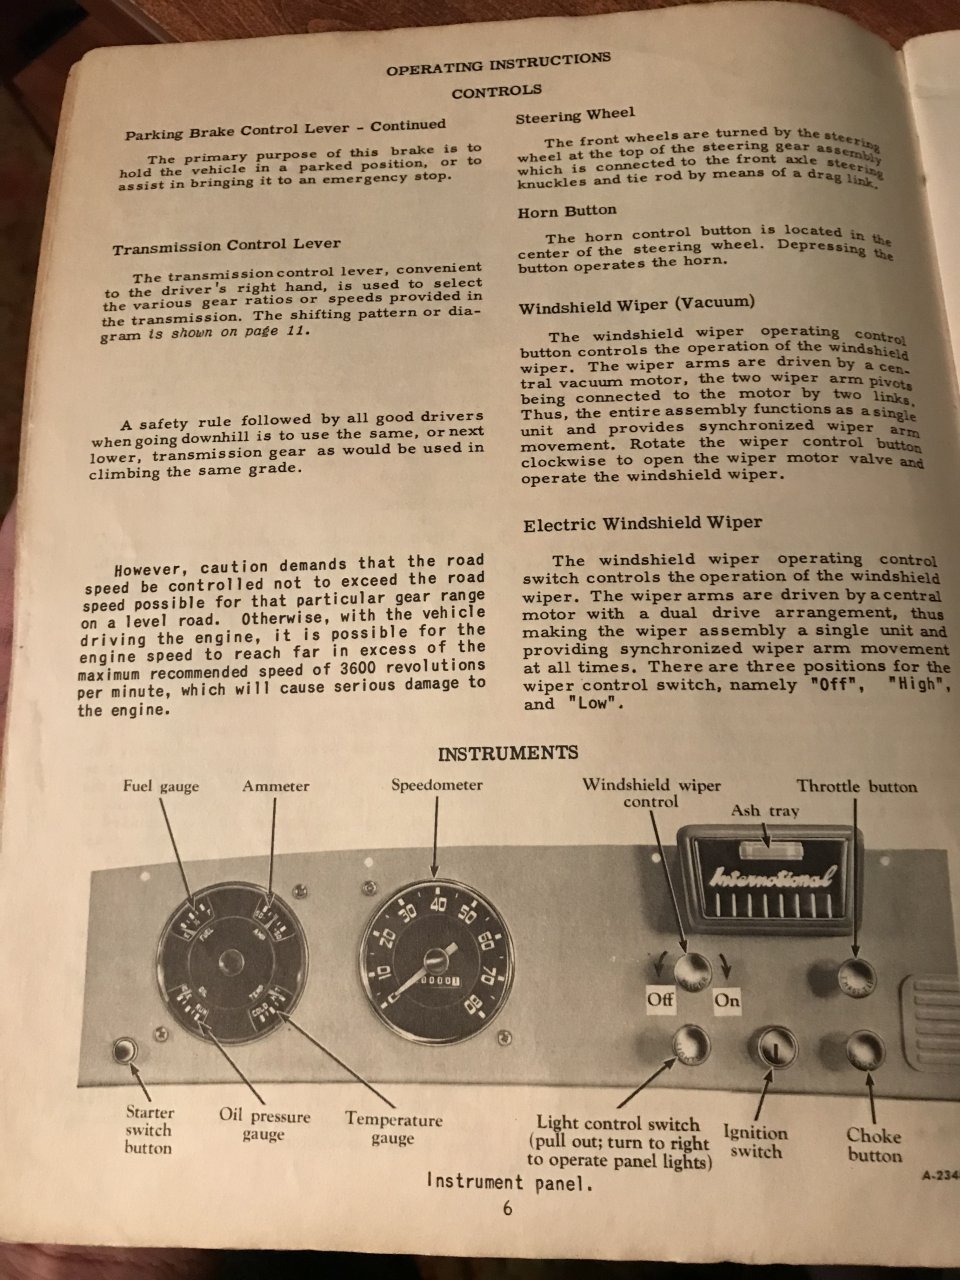 OPERATING INSTRUCTIONS
CONTROLS
Parking Brake Control Lever - Continued
The primary purpose of this brake is to
hold the vehicle in a parked position, or to
assist in bringing it to an emergency stop.
Transmission Control Lever
The transmission control lever, convenient
to the driver's right hand, is used to select
the various gear ratios or speeds provided in
the transmission. The shifting pattern or dia-
gram is shown on page 11.
A safety rule followed by all good drivers
when going downhill is to use the same, or next
lower, transmission gear as would be used in
climbing the same grade.
However, caution demands that the road
speed be controlled not to exceed the road
speed possible for that particular gear range
on a level road. Otherwise, with the vehicle
driving the engine, it is possible for the
engine speed to reach far in excess of the
maximum recommended speed of 3600 revolutions
per minute, which will cause serious damage to
the engine.
Steering Wheel
The front wheels are turned by the steering
wheel at the top of the steering gear assembly
which is connected to the front axle steering
knuckles and tie rod by means of a drag link.
Horn Button
The horn control button is located in the
center of the steering wheel. Depressing the
button operates the horn.
Windshield Wiper (Vacuum)
The windshield wiper operating control
button controls the operation of the windshield
wiper. The wiper arms are driven by a cen-
tral vacuum motor, the two wiper arm pivots
being connected to the motor by two links.
Thus, the entire assembly functions as a single
unit and provides synchronized wiper arm
movement. Rotate the wiper control button
clockwise to open the wiper motor valve and
operate the windshield wiper.
Electric Windshield Wiper
The windshield wiper operating control
switch controls the operation of the windshield
wiper. The wiper arms are driven by a central
motor with a dual drive arrangement, thus
making the wiper assembly a single unit and
providing synchronized wiper arm movement
at all times. There are three positions for the
wiper control switch, namely "Off", "High",
and "Low".
INSTRUMENTS
Fuel gauge
Ammeter
Speedometer
Windshield wiper
control
Ash tray
Throttle button
International
FUEL
AMP
OIL
TEMP
RUN
COLD
10
20
30
40
50
60
70
80
00001
Off
On
Starter
switch
button
Oil pressure
gauge
Temperature
gauge
Light control switch
(pull out; turn to right
to operate panel lights)
Ignition
switch
Choke
button
A-234
Instrument panel.
6